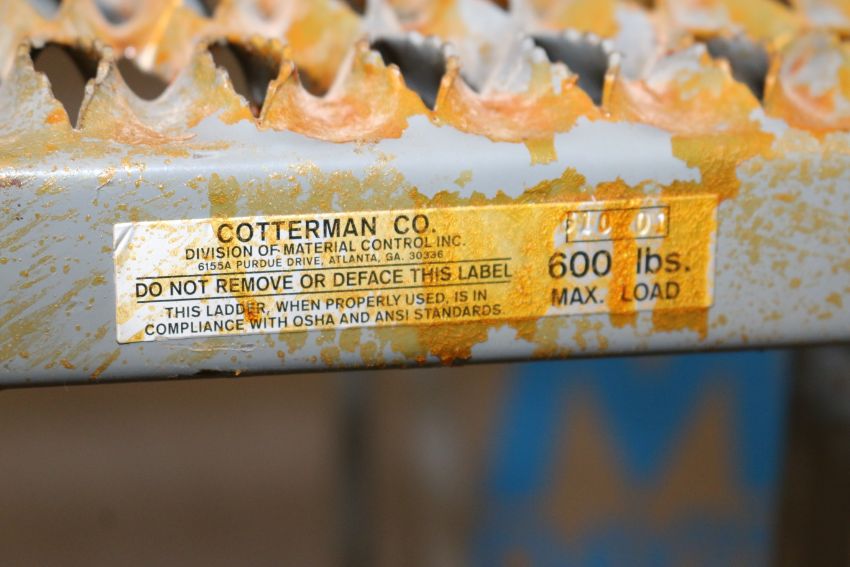 COTTERMAN CO.
DIVISION OF MATERIAL CONTROL INC.
6155A PURDUE DRIVE, ATLANTA, GA. 30336
DO NOT REMOVE OR DEFACE THIS LABEL
THIS LADDER, WHEN PROPERLY USED, IS IN
COMPLIANCE WITH OSHA AND ANSI STANDARDS.
600 lbs.
MAX. LOAD